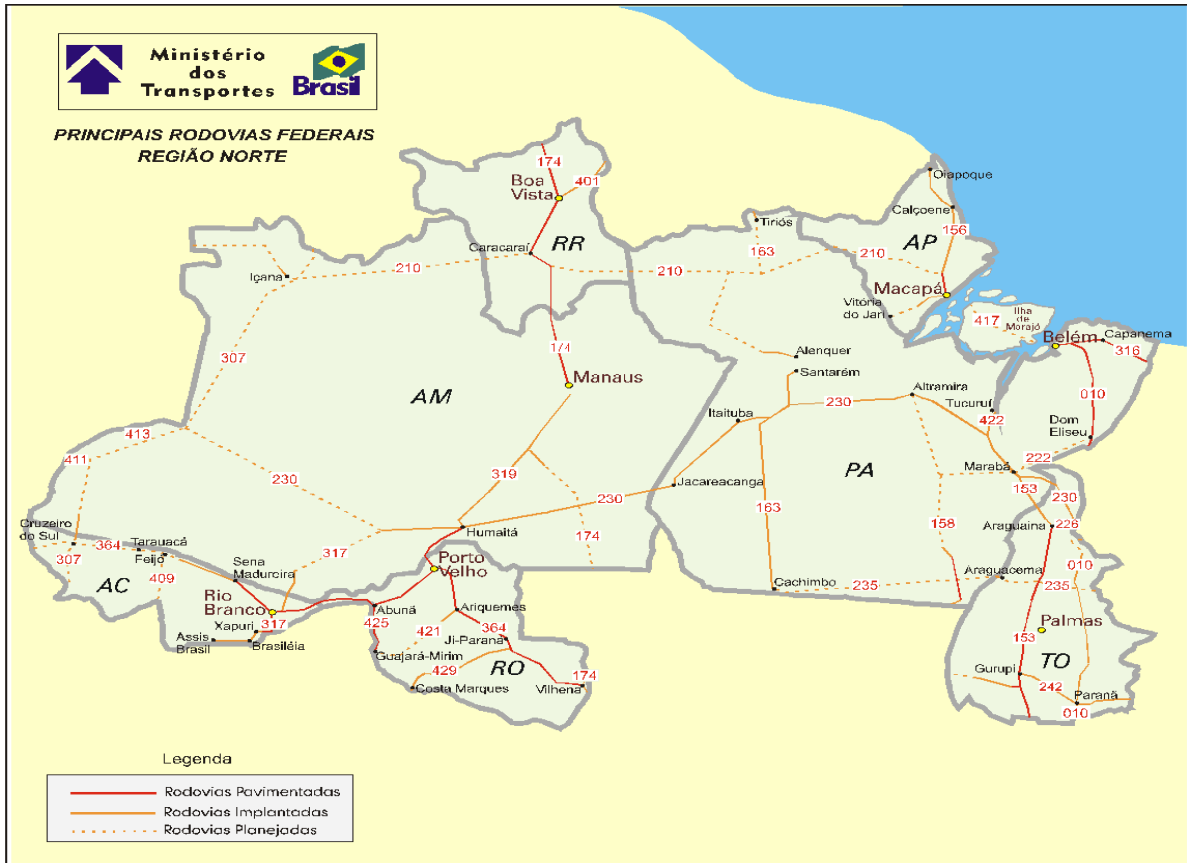 Ministério
dos
Transportes
Brasil
PRINCIPAIS RODOVIAS FEDERAIS
REGIÃO NORTE
174
Boa
Vista
401
Oiapoque
Calçoene
Tiriós
156
AP
RR
Caracaraí
163
210
Içana
210
210
Macapá
Vitória
do Jari
417
Ilha
de
Morajó
Belém
Capanema
316
174
307
Alenquer
Santarém
Manaus
AM
010
Altramira
Tucuruí
230
Itaituba
422
Dom
Eliseu
413
411
222
319
PA
Marabá
230
153
230
Jacareacanga
230
163
158
Araguaina
226
Humaitá
Cruzeiro
do Sul
364
Tarauacá
Feijo
317
174
307
409
Sena
Madurcira
Porto
Velho
010
Araguacema
Cachimbo
235
235
AC
Rio
Branco
Abunã
Ariquemes
317
Xapuri
425
421
364
Ji-Paraná
Palmas
Assis
Brasil
Brasiléia
Guajará-Mirim
153
TO
RO
429
174
Gurupi
242
Costa Marques
Vilhena
Paranã
010
Legenda
Rodovias Pavimentadas
Rodovias Implantadas
Rodovias Planejadas